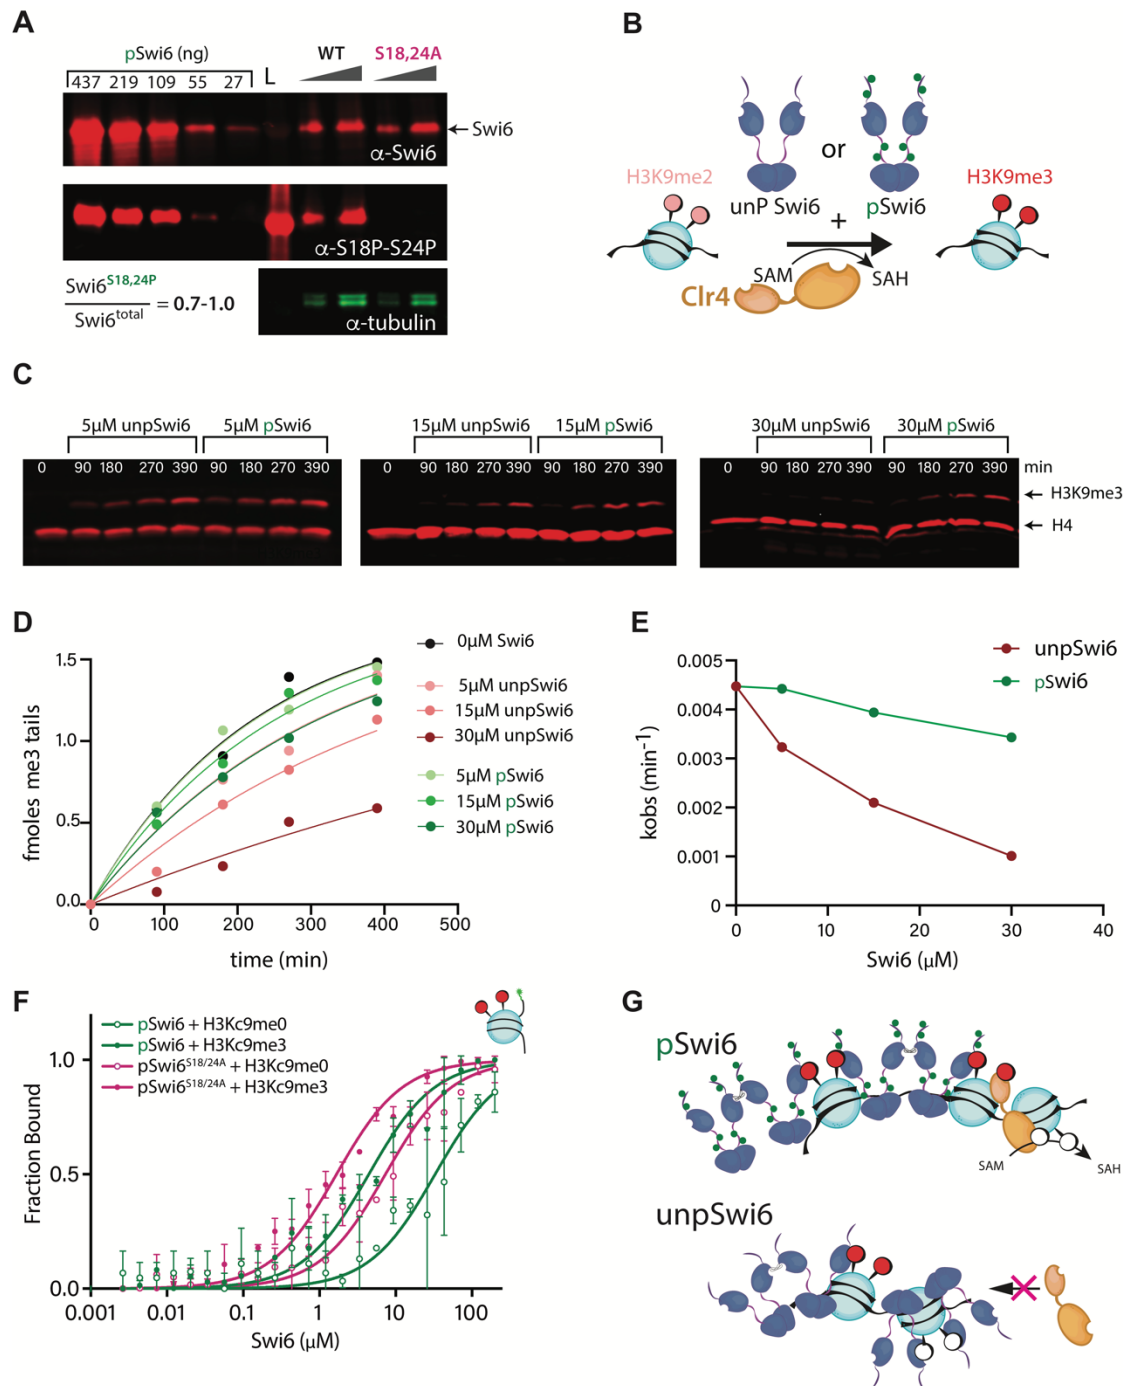 A
pSwi6 (ng)
437 219 109 55 27
L
WT
S18,24A
Swi6
α-Swi6
α-S18P-S24P
Swi6^S18,24P
Swi6^total
= 0.7-1.0
α-tubulin
B
or
H3K9me2
unP Swi6
pSwi6
H3K9me3
+
SAM
SAH
Clr4
C
5μM unpSwi6
5μM pSwi6
0 90 180 270 390 90 180 270 390
15μM unpSwi6
15μM pSwi6
0 90 180 270 390 90 180 270 390
30μM unpSwi6
30μM pSwi6
0 90 180 270 390 90 180 270 390 min
H3K9me3
H4
D
fmoles me3 tails
1.5
1.0
0.5
0.0
0 100 200 300 400 500
time (min)
0μM Swi6
5μM unpSwi6
15μM unpSwi6
30μM unpSwi6
5μM pSwi6
15μM pSwi6
30μM pSwi6
E
unpSwi6
pSwi6
kobs (min⁻¹)
0.005
0.004
0.003
0.002
0.001
0
0 10 20 30 40
Swi6 (μM)
F
pSwi6 + H3Kc9me0
pSwi6 + H3Kc9me3
pSwi6^S18/24A + H3Kc9me0
pSwi6^S18/24A + H3Kc9me3
Fraction Bound
1.0
0.5
0.0
0.001 0.01 0.1 1 10 100
Swi6 (μM)
G
pSwi6
SAM
SAH
unpSwi6